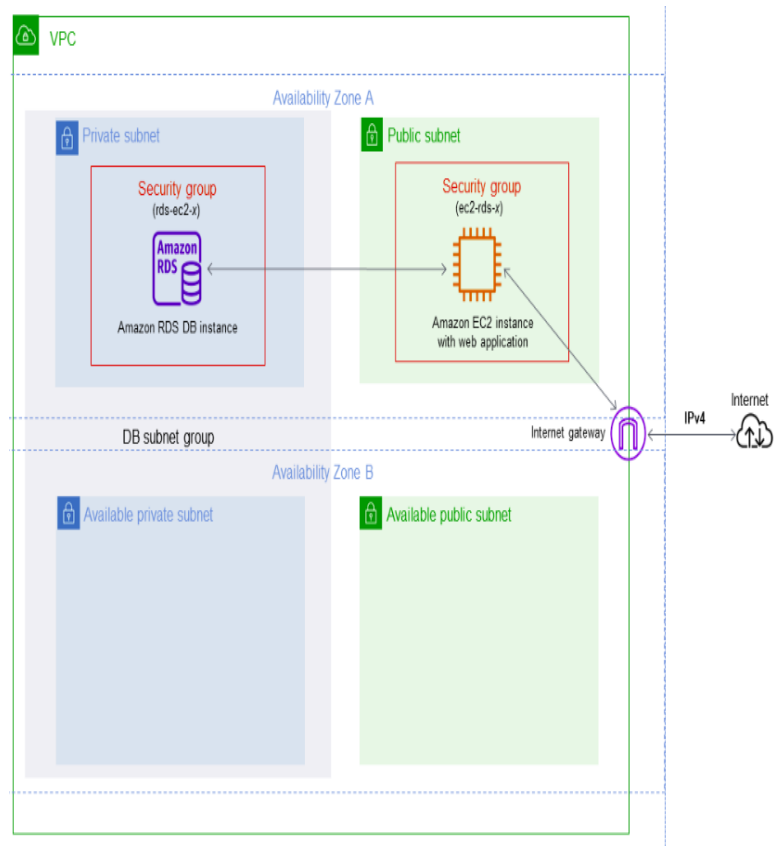 VPC
Availability Zone A
Private subnet
Public subnet
Security group
(rds-ec2-x)
Amazon
RDS
Amazon RDS DB instance
Security group
(ec2-rds-x)
Amazon EC2 instance
with web application
DB subnet group
Internet gateway
IPv4
Internet
Availability Zone B
Available private subnet
Available public subnet